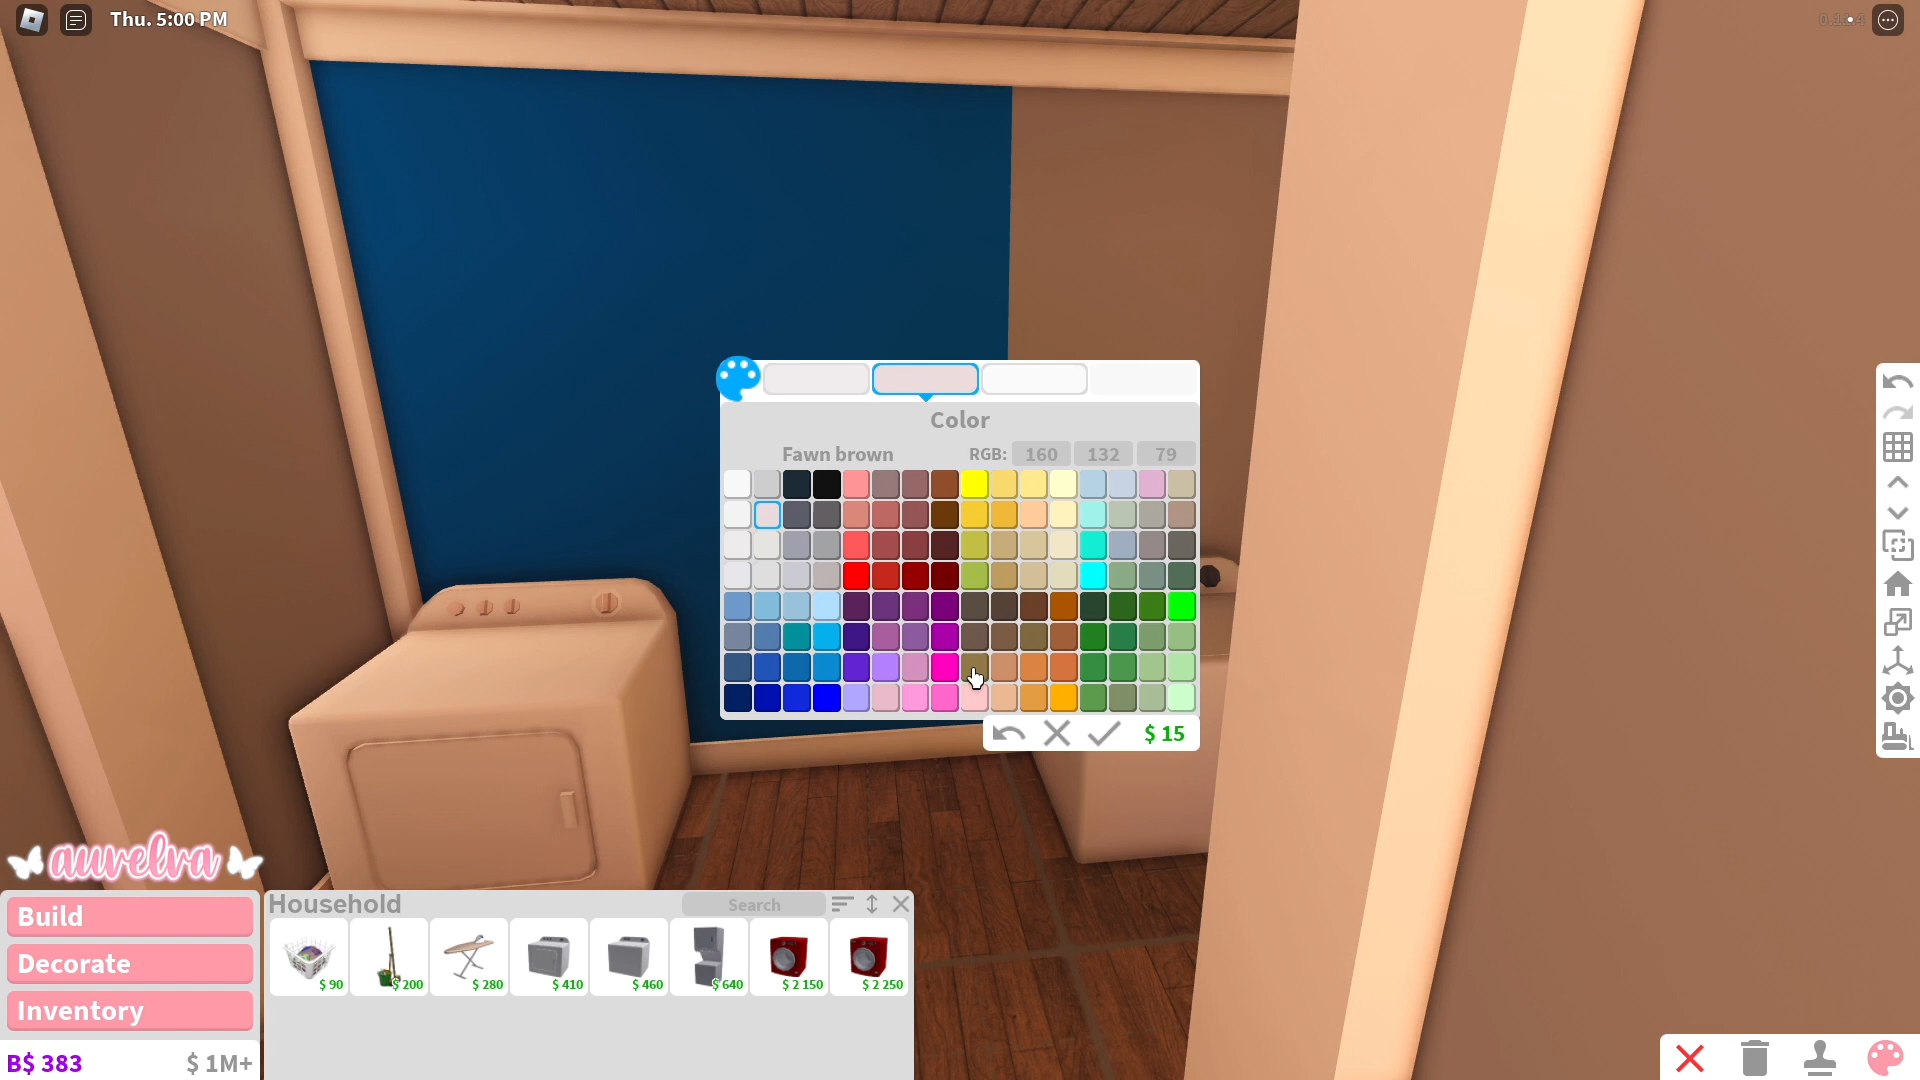 Thu. 5:00 PM
Color
Fawn brown
RGB: 160 132 79
$ 15
aurelva
Build
Decorate
Inventory
B$ 383
$ 1M+
Household
Search
$ 90
$ 200
$ 280
$ 410
$ 460
$ 640
$ 2 150
$ 2 250